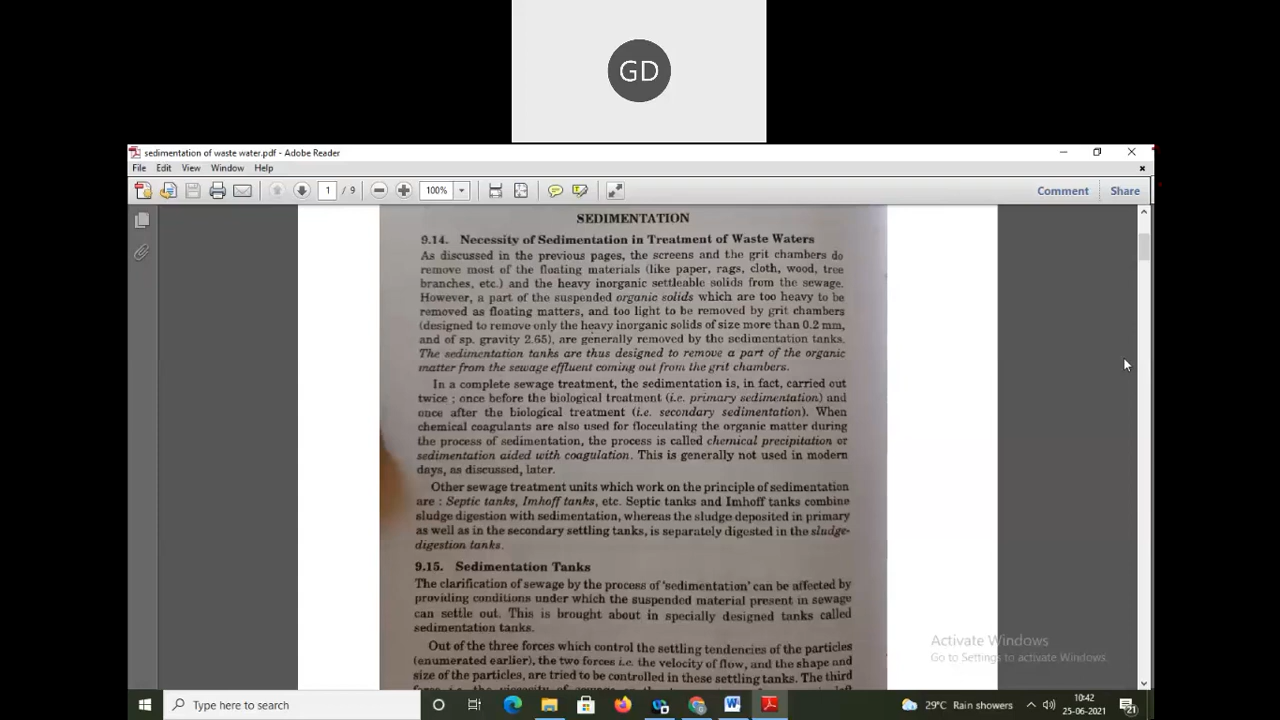 GD
sedimentation of waste water.pdf - Adobe Reader
File Edit View Window Help
1 / 9 100% Comment Share
SEDIMENTATION
9.14. Necessity of Sedimentation in Treatment of Waste Waters
As discussed in the previous pages, the screens and the grit chambers do
remove most of the floating materials (like paper, rags, cloth, wood, tree
branches, etc.) and the heavy inorganic settleable solids from the sewage.
However, a part of the suspended organic solids which are too heavy to be
removed as floating matters, and too light to be removed by grit chambers
(designed to remove only the heavy inorganic solids of size more than 0.2 mm,
and of sp. gravity 2.65), are generally removed by the sedimentation tanks.
The sedimentation tanks are thus designed to remove a part of the organic
matter from the sewage effluent coming out from the grit chambers.
In a complete sewage treatment, the sedimentation is, in fact, carried out
twice ; once before the biological treatment (i.e. primary sedimentation) and
once after the biological treatment (i.e. secondary sedimentation). When
chemical coagulants are also used for flocculating the organic matter during
the process of sedimentation, the process is called chemical precipitation or
sedimentation aided with coagulation. This is generally not used in modern
days, as discussed, later.
Other sewage treatment units which work on the principle of sedimentation
are : Septic tanks, Imhoff tanks, etc. Septic tanks and Imhoff tanks combine
sludge digestion with sedimentation, whereas the sludge deposited in primary
as well as in the secondary settling tanks, is separately digested in the sludge-
digestion tanks.
9.15. Sedimentation Tanks
The clarification of sewage by the process of 'sedimentation' can be affected by
providing conditions under which the suspended material present in sewage
can settle out. This is brought about in specially designed tanks called
sedimentation tanks.
Out of the three forces which control the settling tendencies of the particles
(enumerated earlier), the two forces i.e. the velocity of flow, and the shape and
size of the particles, are tried to be controlled in these settling tanks. The third
Activate Windows
Go to Settings to activate Windows.
Type here to search
29°C Rain showers
10:42
25-06-2021
21